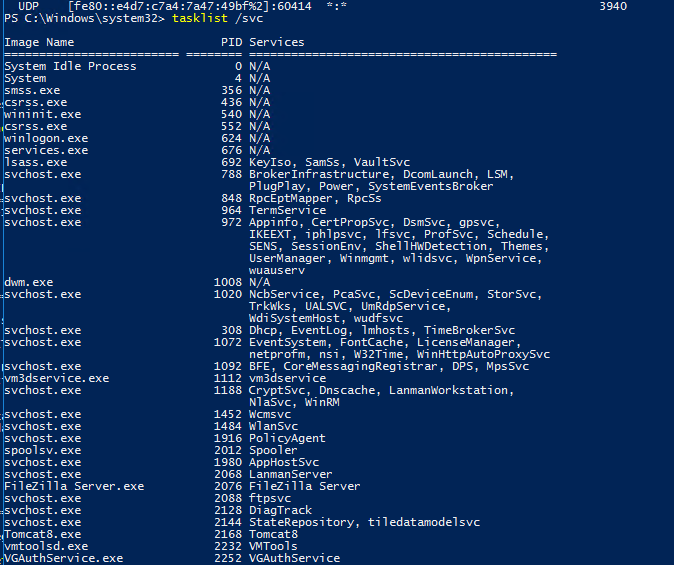 UDP [fe80::e4d7:c7a4:7a47:49bf%2]:60414 *:* 3940
PS C:\Windows\system32> tasklist /svc
Image Name PID Services
========================= ======== ============================================
System Idle Process 0 N/A
System 4 N/A
smss.exe 356 N/A
csrss.exe 436 N/A
wininit.exe 540 N/A
csrss.exe 552 N/A
winlogon.exe 624 N/A
services.exe 676 N/A
lsass.exe 692 KeyIso, SamSs, VaultSvc
svchost.exe 788 BrokerInfrastructure, DcomLaunch, LSM,
PlugPlay, Power, SystemEventsBroker
svchost.exe 848 RpcEptMapper, RpcSs
svchost.exe 964 TermService
svchost.exe 972 Appinfo, CertPropSvc, DsmSvc, gpsvc,
IKEEXT, iphlpsvc, lfsvc, ProfSvc, Schedule,
SENS, SessionEnv, ShellHWDetection, Themes,
UserManager, Winmgmt, wlidsvc, WpnService,
wuauserv
dwm.exe 1008 N/A
svchost.exe 1020 NcbService, PcaSvc, ScDeviceEnum, StorSvc,
TrkWks, UALSVC, UmRdpService,
WdiSystemHost, wudfsvc
svchost.exe 308 Dhcp, EventLog, lmhosts, TimeBrokerSvc
svchost.exe 1072 EventSystem, FontCache, LicenseManager,
netprofm, nsi, W32Time, WinHttpAutoProxySvc
svchost.exe 1092 BFE, CoreMessagingRegistrar, DPS, MpsSvc
vm3dservice.exe 1112 vm3dservice
svchost.exe 1188 CryptSvc, Dnscache, LanmanWorkstation,
NlaSvc, WinRM
svchost.exe 1452 Wcmsvc
svchost.exe 1484 WlanSvc
svchost.exe 1916 PolicyAgent
spoolsv.exe 2012 Spooler
svchost.exe 1980 AppHostSvc
svchost.exe 2068 LanmanServer
FileZilla Server.exe 2076 FileZilla Server
svchost.exe 2088 ftpsvc
svchost.exe 2128 DiagTrack
svchost.exe 2144 StateRepository, tiledatamodelsvc
Tomcat8.exe 2168 Tomcat8
vmtoolsd.exe 2232 VMTools
VGAuthService.exe 2252 VGAuthService